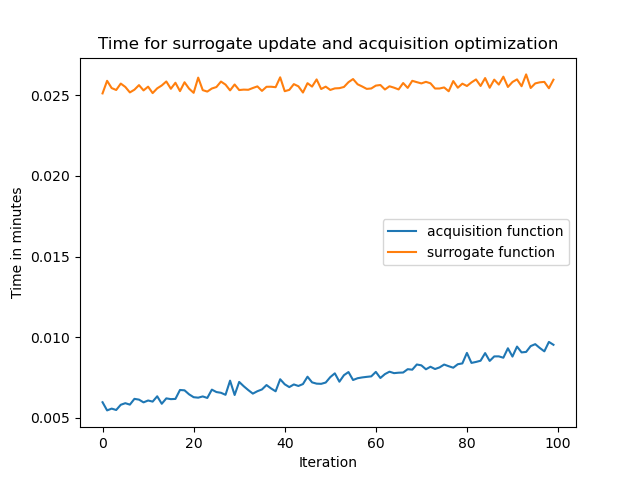 Time for surrogate update and acquisition optimization
0.025
0.020
0.015
0.010
0.005
Time in minutes
acquisition function
surrogate function
0 20 40 60 80 100
Iteration